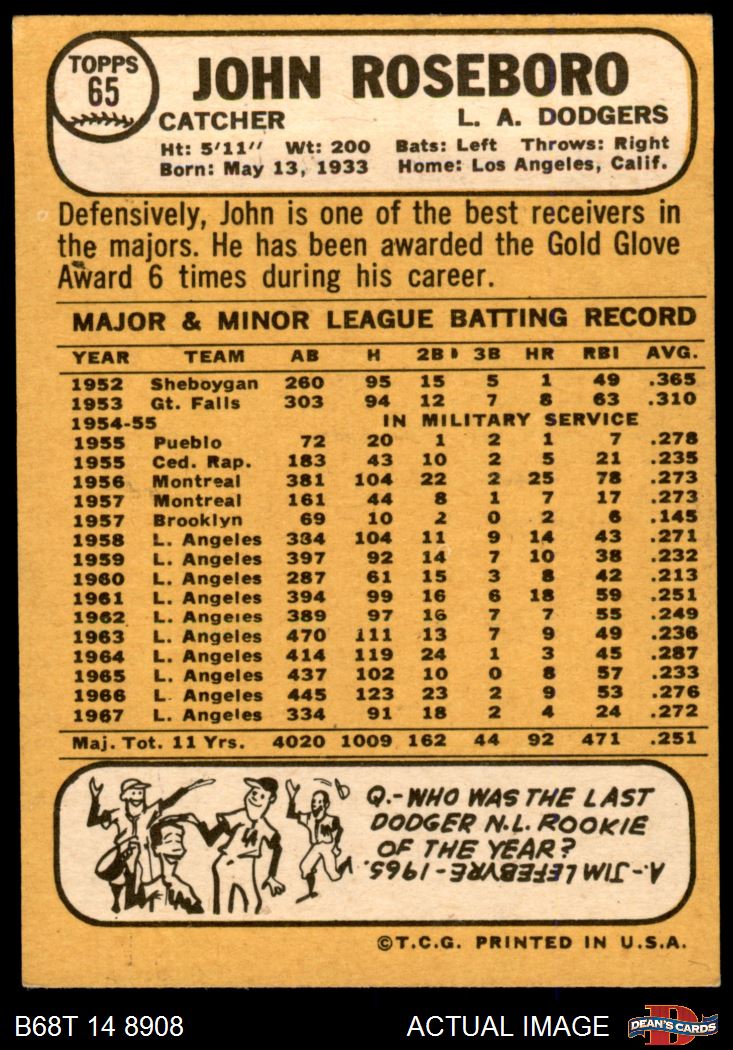 TOPPS
65
JOHN ROSEBORO
CATCHER L. A. DODGERS
Ht: 5'11" Wt: 200 Bats: Left Throws: Right
Born: May 13, 1933 Home: Los Angeles, Calif.
Defensively, John is one of the best receivers in
the majors. He has been awarded the Gold Glove
Award 6 times during his career.
MAJOR & MINOR LEAGUE BATTING RECORD
YEAR TEAM AB H 2B 3B HR RBI AVG.
1952 Sheboygan 260 95 15 5 1 49 .365
1953 Gt. Falls 303 94 12 7 8 63 .310
1954-55 IN MILITARY SERVICE
1955 Pueblo 72 20 1 2 1 7 .278
1955 Ced. Rap. 183 43 10 2 5 21 .235
1956 Montreal 381 104 22 2 25 78 .273
1957 Montreal 161 44 8 1 7 17 .273
1957 Brooklyn 69 10 2 0 2 6 .145
1958 L. Angeles 334 104 11 9 14 43 .271
1959 L. Angeles 397 92 14 7 10 38 .232
1960 L. Angeles 287 61 15 3 8 42 .213
1961 L. Angeles 394 99 16 6 18 59 .251
1962 L. Angeles 389 97 16 7 7 55 .249
1963 L. Angeles 470 111 13 7 9 49 .236
1964 L. Angeles 414 119 24 1 3 45 .287
1965 L. Angeles 437 102 10 0 8 57 .233
1966 L. Angeles 445 123 23 2 9 53 .276
1967 L. Angeles 334 91 18 2 4 24 .272
Maj. Tot. 11 Yrs. 4020 1009 162 44 92 471 .251
LA
Q.-WHO WAS THE LAST
DODGER N.L. ROOKIE
OF THE YEAR?
A.-JIM LEFEBVRE-1965.
©T.C.G. PRINTED IN U.S.A.
B68T 14 8908 ACTUAL IMAGE
D
DEAN'S CARDS